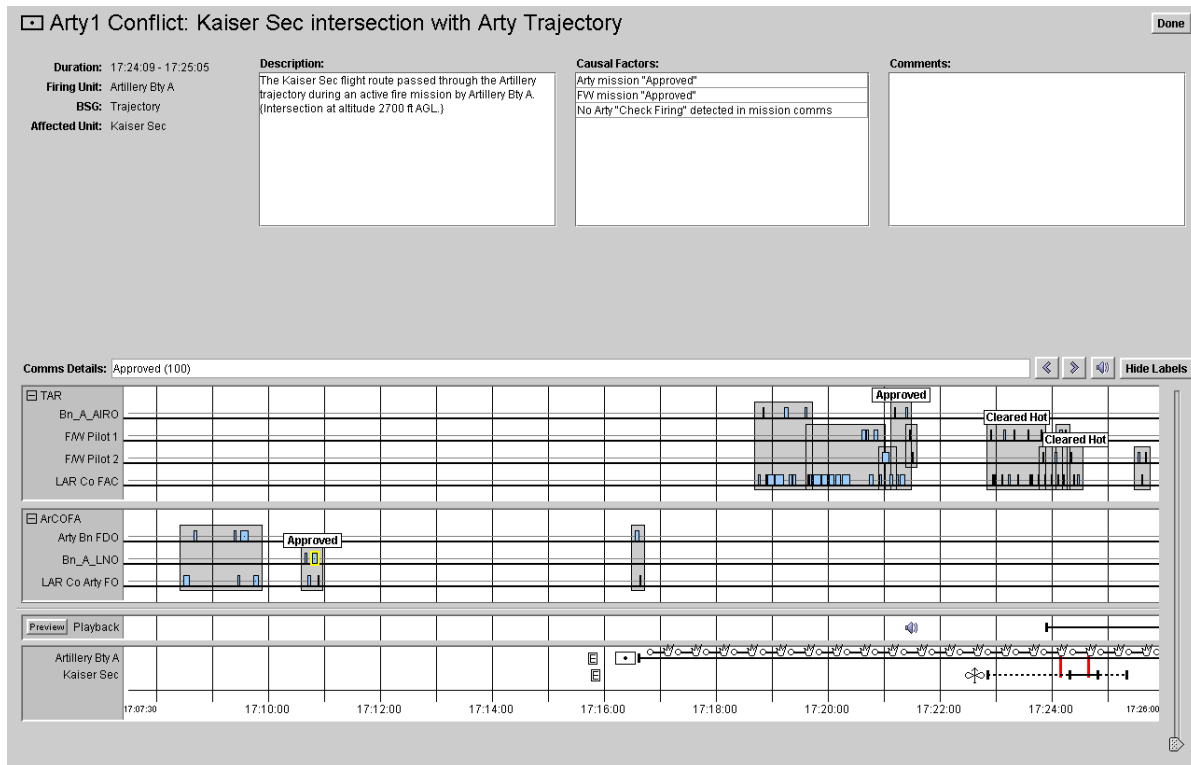 Arty1 Conflict: Kaiser Sec intersection with Arty Trajectory
Done
Duration: 17:24:09 - 17:25:05
Firing Unit: Artillery Bty A
BSG: Trajectory
Affected Unit: Kaiser Sec
Description:
The Kaiser Sec flight route passed through the Artillery
trajectory during an active fire mission by Artillery Bty A.
{Intersection at altitude 2700 ft AGL.}
Causal Factors:
Arty mission "Approved"
FW mission "Approved"
No Arty "Check Firing" detected in mission comms
Comments:
Comms Details: Approved (100)
Hide Labels
TAR
Approved
Bn_A_AIRO
Cleared Hot
F/W Pilot 1
Cleared Hot
F/W Pilot 2
LAR Co FAC
ArCOFA
Arty Bn FDO
Approved
Bn_A_LNO
LAR Co Arty FO
Preview Playback
Artillery Bty A
E
Kaiser Sec
E
17:07:30 17:10:00 17:12:00 17:14:00 17:16:00 17:18:00 17:20:00 17:22:00 17:24:00 17:26:00